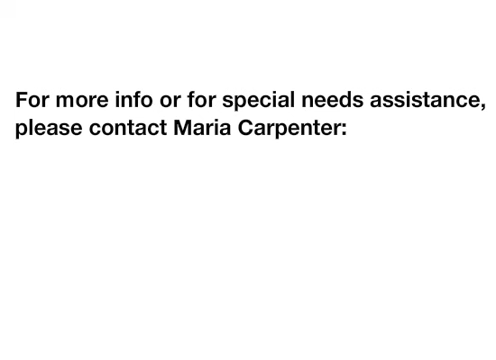 For more info or for special needs assistance,
please contact Maria Carpenter: